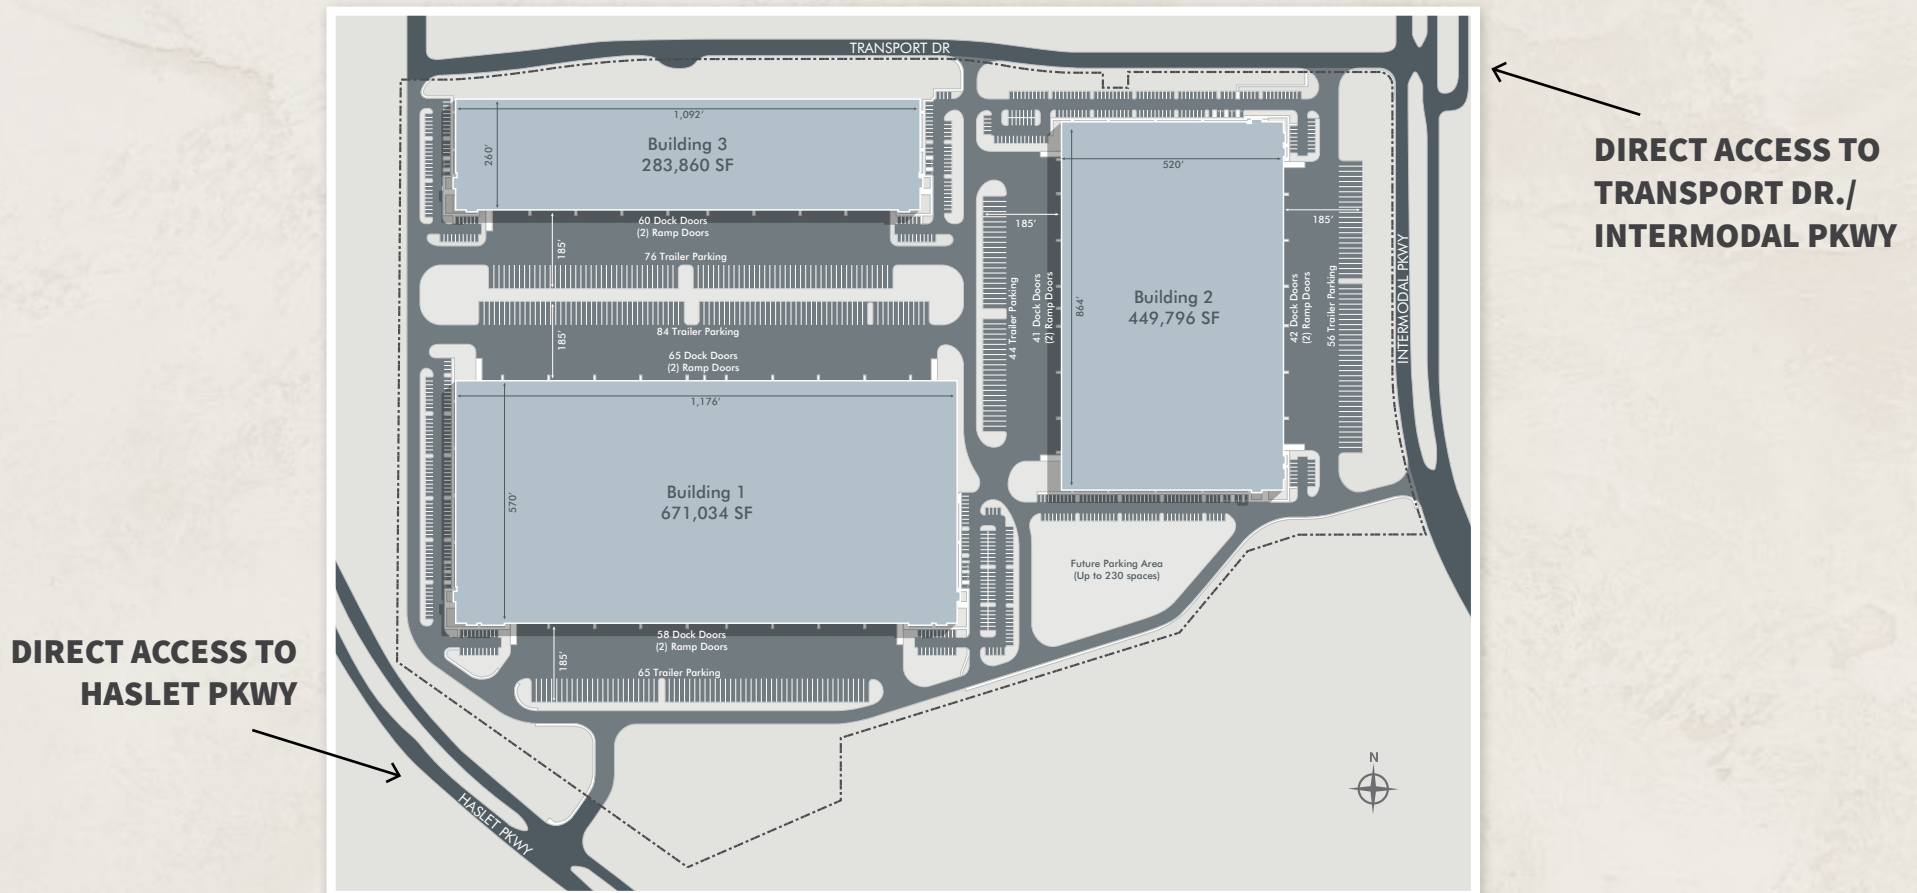 TRANSPORT DR
DIRECT ACCESS TO
TRANSPORT DR./
INTERMODAL PKWY
1,092'
Building 3
283,860 SF
260'
60 Dock Doors
(2) Ramp Doors
185'
76 Trailer Parking
84 Trailer Parking
185'
65 Dock Doors
(2) Ramp Doors
1,176'
570'
Building 1
671,034 SF
58 Dock Doors
(2) Ramp Doors
185'
65 Trailer Parking
520'
185'
185'
44 Trailer Parking
41 Dock Doors
(2) Ramp Doors
864'
Building 2
449,796 SF
42 Dock Doors
(2) Ramp Doors
56 Trailer Parking
INTERMODAL PKWY
Future Parking Area
(Up to 230 spaces)
DIRECT ACCESS TO
HASLET PKWY
HASLET PKWY
N